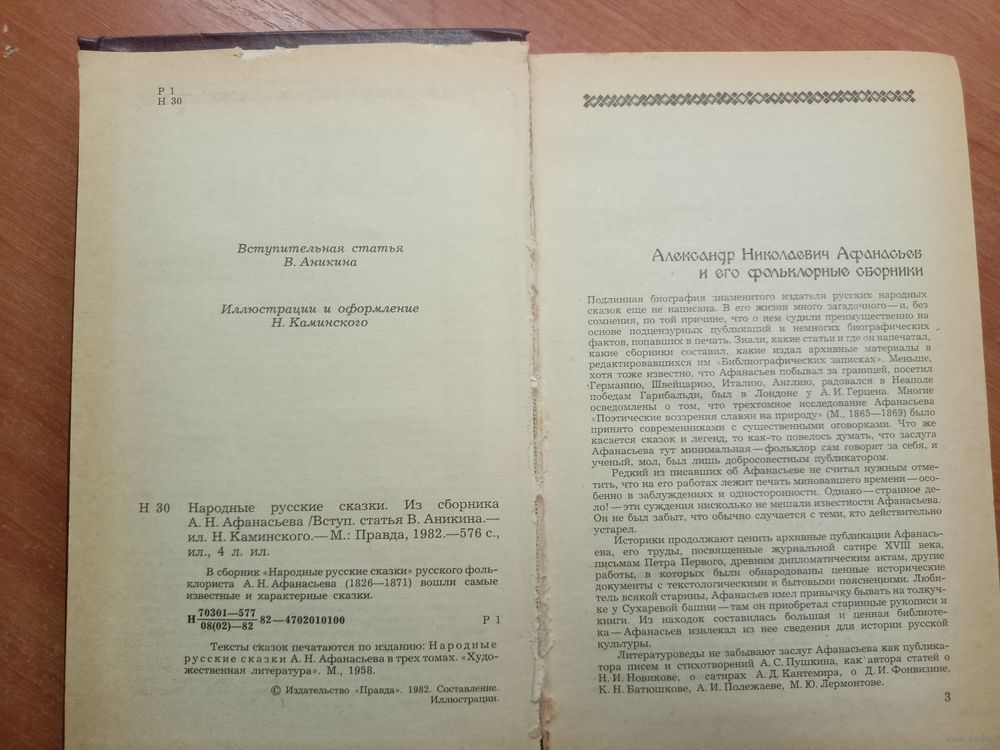 Р 1
Н 30
Вступительная статья
В. Аникина
Иллюстрации и оформление
Н. Каминского
Н 30 Народные русские сказки. Из сборника
А. Н. Афанасьева /Вступ. статья В. Аникина.—
ил. Н. Каминского.— М.: Правда, 1982.—576 с.,
ил., 4 л. ил.
В сборник «Народные русские сказки» русского фоль-
клориста А. Н. Афанасьева (1826—1871) вошли самые
известные и характерные сказки.
Н 70301—577
08(02)—82 82—4702010100 Р 1
Тексты сказок печатаются по изданию: Народные
русские сказки А. Н. Афанасьева в трех томах. «Худо-
жественная литература». М., 1958.
© Издательство «Правда». 1982. Составление.
Иллюстрации.
Александр Николаевич Афанасьев
и его фольклорные сборники
Подлинная биография знаменитого издателя русских народных
сказок еще не написана. В его жизни много загадочного—и, без
сомнения, по той причине, что о нем судили преимущественно на
основе подцензурных публикаций и немногих биографических
фактов, попавших в печать. Знали, какие статьи и где он напечатал,
какие сборники составил, какие издал архивные материалы в
редактировавшихся им «Библиографических записках». Меньше,
хотя тоже известно, что Афанасьев побывал за границей, посетил
Германию, Швейцарию, Италию, Англию, радовался в Неаполе
победам Гарибальди, был в Лондоне у А. И. Герцена. Многие
осведомлены о том, что трехтомное исследование Афанасьева
«Поэтические воззрения славян на природу» (М., 1865—1869) было
принято современниками с существенными оговорками. Что же
касается сказок и легенд, то как-то повелось думать, что заслуга
Афанасьева тут минимальная—фольклор сам говорит за себя, и
ученый, мол, был лишь добросовестным публикатором.
Редкий из писавших об Афанасьеве не считал нужным отме-
тить, что на его работах лежит печать миновавшего времени—осо-
бенно в заблуждениях и односторонности. Однако—странное де-
ло!—эти суждения нисколько не мешали известности Афанасьева.
Он не был забыт, что обычно случается с теми, кто действительно
устарел.
Историки продолжают ценить архивные публикации Афанась-
ева, его труды, посвященные журнальной сатире XVIII века,
письмам Петра Первого, древним дипломатическим актам, другие
работы, в которых были обнародованы ценные исторические
документы с текстологическими и бытовыми пояснениями. Люби-
тель всякой старины, Афанасьев имел привычку бывать на толкуч-
ке у Сухаревой башни—там он приобретал старинные рукописи и
книги. Из находок составилась большая и ценная библиоте-
ка—Афанасьев извлекал из нее сведения для истории русской
культуры.
Литературоведы не забывают заслуг Афанасьева как публика-
тора писем и стихотворений А. С. Пушкина, как автора статей о
Н. И. Новикове, о сатирах А. Д. Кантемира, о Д. И. Фонвизине,
К. Н. Батюшкове, А. И. Полежаеве, М. Ю. Лермонтове.
3